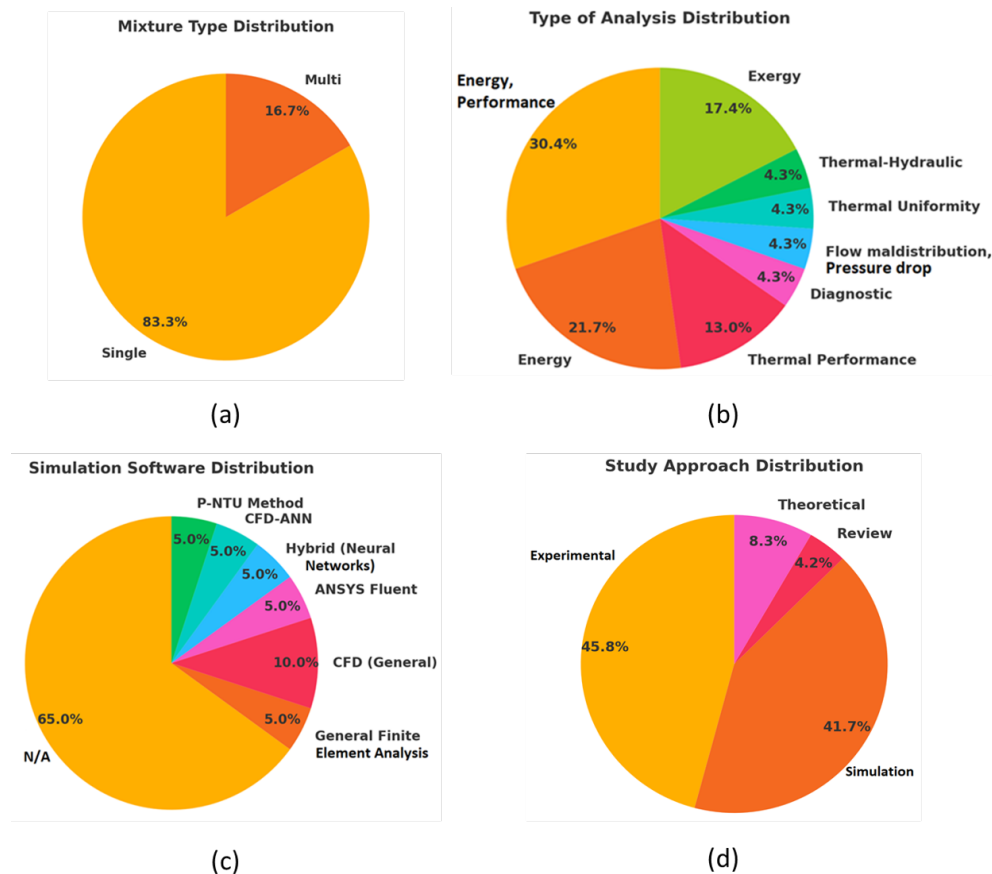 Mixture Type Distribution
Multi
16.7%
83.3%
Single
(a)
Type of Analysis Distribution
Energy,
Performance
30.4%
Exergy
17.4%
Thermal-Hydraulic
4.3%
Thermal Uniformity
4.3%
Flow maldistribution,
Pressure drop
4.3%
Diagnostic
4.3%
Thermal Performance
13.0%
Energy
21.7%
(b)
Simulation Software Distribution
P-NTU Method
5.0%
CFD-ANN
5.0%
Hybrid (Neural
Networks)
5.0%
ANSYS Fluent
5.0%
CFD (General)
10.0%
General Finite
Element Analysis
5.0%
65.0%
N/A
(c)
Study Approach Distribution
Theoretical
8.3%
Review
4.2%
Experimental
45.8%
41.7%
Simulation
(d)